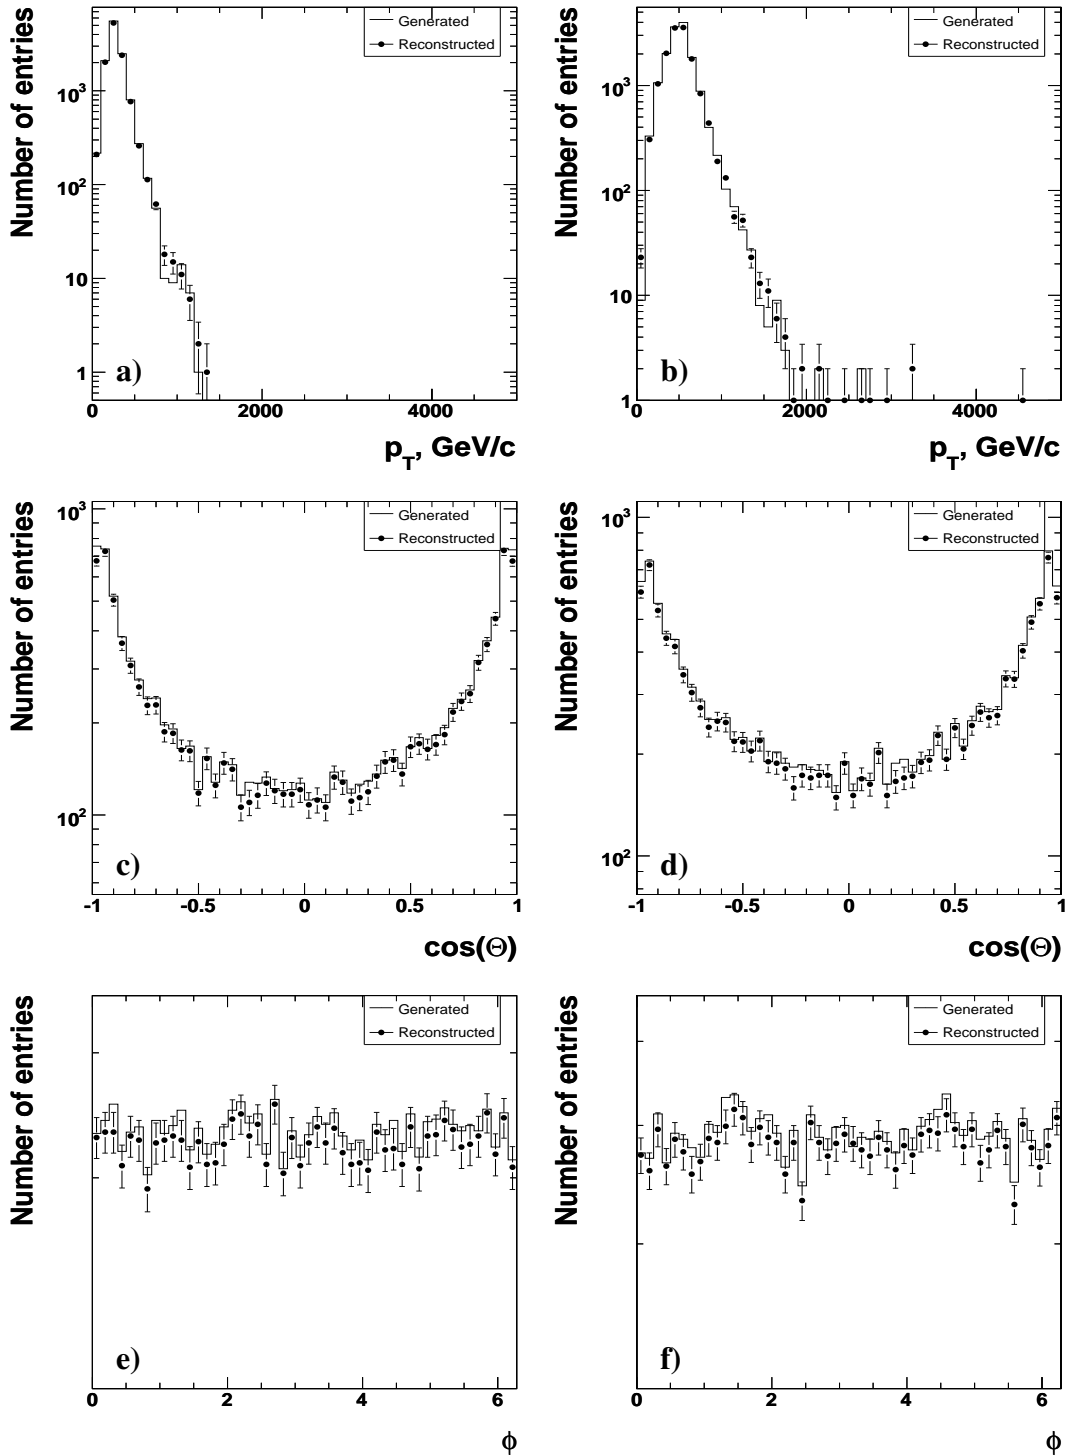 Number of entries
Generated
Reconstructed
10³
10²
10
1
a)
0 2000 4000
p_T, GeV/c
Number of entries
Generated
Reconstructed
10³
10²
10
1
b)
0 2000 4000
p_T, GeV/c
Number of entries
Generated
Reconstructed
10³
10²
c)
-1 -0.5 0 0.5 1
cos(Θ)
Number of entries
Generated
Reconstructed
10³
10²
d)
-1 -0.5 0 0.5 1
cos(Θ)
Number of entries
Generated
Reconstructed
e)
0 2 4 6
ϕ
Number of entries
Generated
Reconstructed
f)
0 2 4 6
ϕ